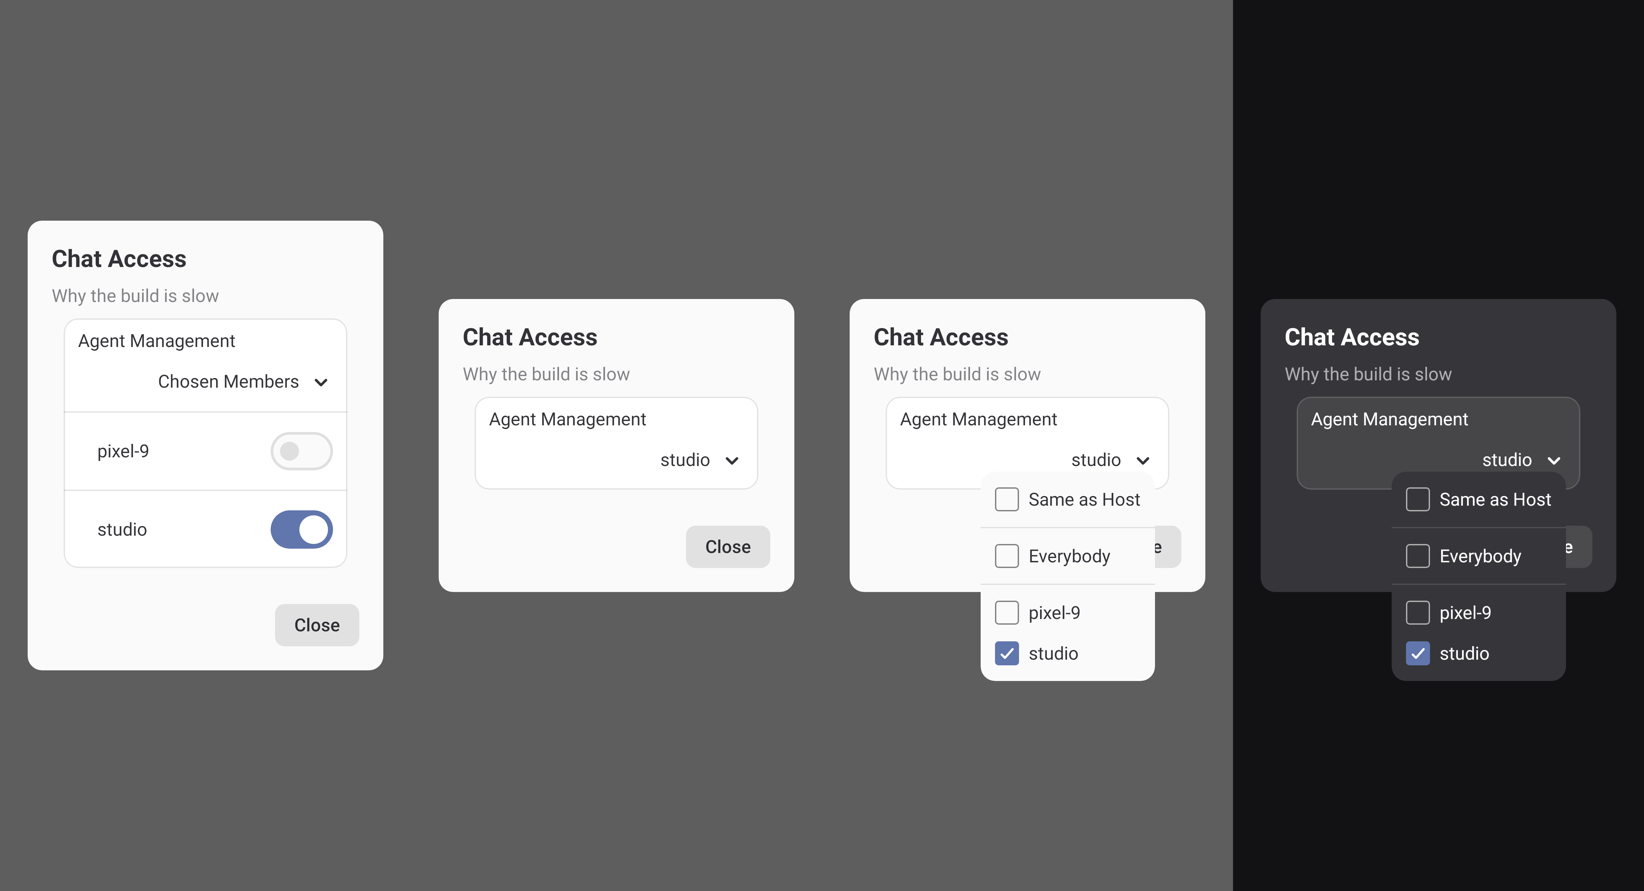 Chat Access
Why the build is slow
Agent Management
Chosen Members
pixel-9
studio
Close
Chat Access
Why the build is slow
Agent Management
studio
Close
Chat Access
Why the build is slow
Agent Management
studio
Same as Host
Everybody
e
pixel-9
studio
Chat Access
Why the build is slow
Agent Management
studio
Same as Host
Everybody
e
pixel-9
studio